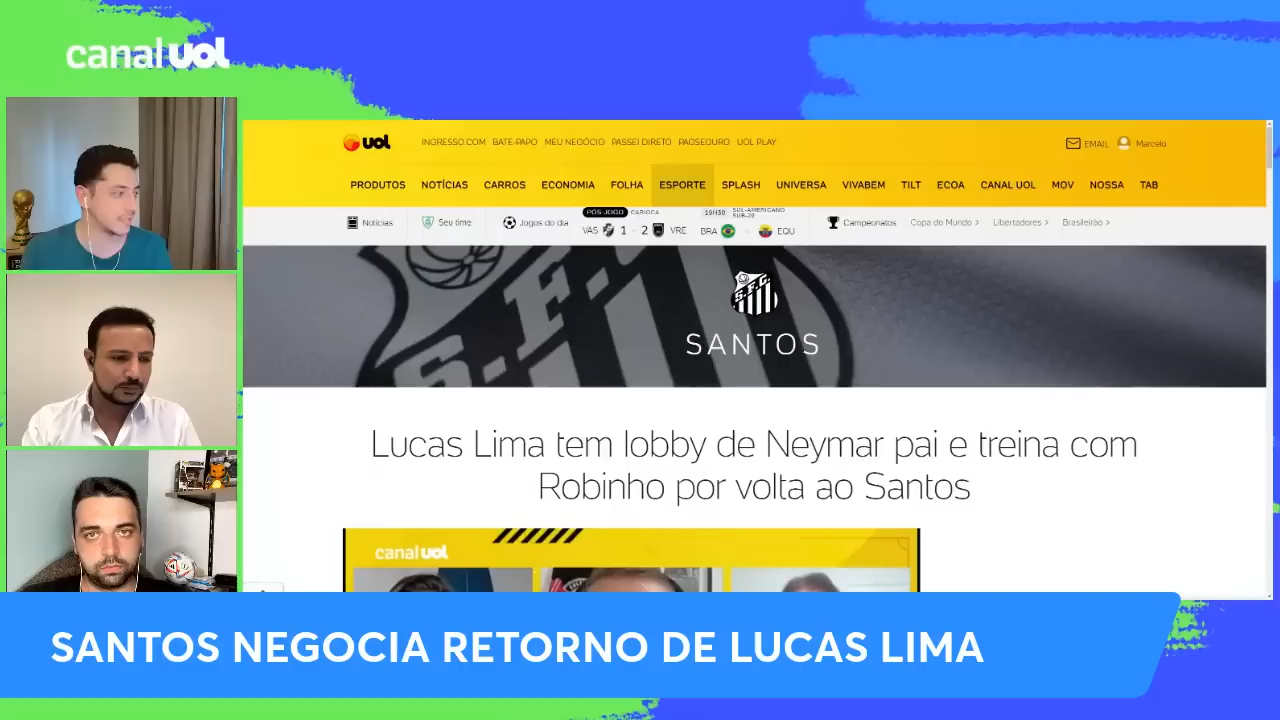 canal UOL
UOL
INGRESSO.COM BATE-PAPO MEU NEGÓCIO PASSEI DIRETO PAGSEGURO UOL PLAY
EMAIL Marcelo
PRODUTOS NOTÍCIAS CARROS ECONOMIA FOLHA ESPORTE SPLASH UNIVERSA VIVABEM TILT ECOA CANAL UOL MOV NOSSA TAB
Notícias Seu time Jogos do dia
PÓS-JOGO CARIOCA
VAS 1 - 2 VRE
19H30 SUL-AMERICANO SUB-20
BRA EQU
Campeonatos Copa do Mundo > Libertadores > Brasileirão >
S.F.C.
S.F.C.
SANTOS
Lucas Lima tem lobby de Neymar pai e treina com
Robinho por volta ao Santos
canal UOL
SANTOS NEGOCIA RETORNO DE LUCAS LIMA